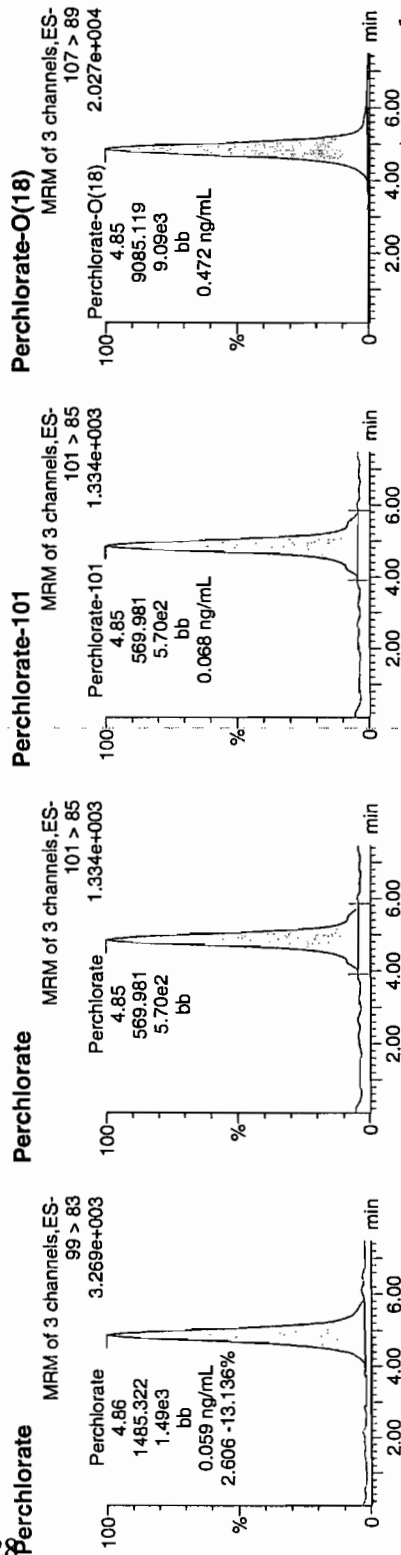 Perchlorate
MRM of 3 channels,ES-
99 > 83
3.269e+003
100
Perchlorate
4.86
1485.322
1.49e3
bb
0.059 ng/mL
2.606 -13.136%
%
0
2.00 4.00 6.00 min
Perchlorate
MRM of 3 channels,ES-
101 > 85
1.334e+003
100
Perchlorate
4.85
569.981
5.70e2
bb
%
0
2.00 4.00 6.00 min
Perchlorate-101
MRM of 3 channels,ES-
101 > 85
1.334e+003
100
Perchlorate-101
4.85
569.981
5.70e2
bb
0.068 ng/mL
%
0
2.00 4.00 6.00 min
Perchlorate-O(18)
MRM of 3 channels,ES-
107 > 89
2.027e+004
100
Perchlorate-O(18)
4.85
9085.119
9.09e3
bb
0.472 ng/mL
%
0
2.00 4.00 6.00 min